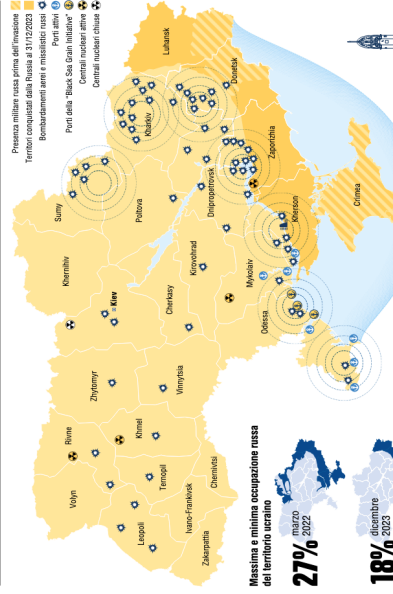 Presenza militare russa prima dell'invasione
Territori conquistati dalla Russia al 31/12/2023
Bombardamenti aerei e missilistici russi
Porti attivi
Porti della "Black Sea Grain Initiative"
Centrali nucleari attive
Centrali nucleari chiuse
Luhansk
Donetsk
Kharkiv
Zaporizhia
Sumy
Poltova
Dnipropetrovsk
Kherson
Crimea
Khernihiv
Kiev
Cherkasy
Kirovohrad
Mykolaiv
Odessa
Zhytomyr
Vinnytsia
Rivne
Khmel
Volyn
Ternopil
Leopoli
Ivano-Frankivsk
Chernivtsi
Zakarpattia
Massima e minima occupazione russa
del territorio ucraino
27% marzo
2022
18% dicembre
2023